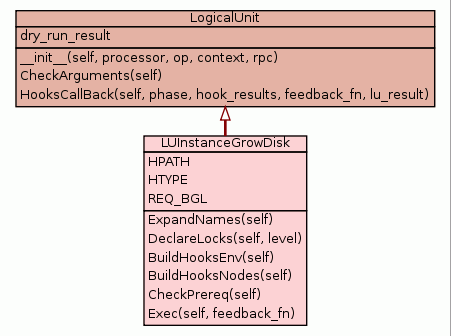 LogicalUnit
dry_run_result
__init__(self, processor, op, context, rpc)
CheckArguments(self)
HooksCallBack(self, phase, hook_results, feedback_fn, lu_result)
LUInstanceGrowDisk
HPATH
HTYPE
REQ_BGL
ExpandNames(self)
DeclareLocks(self, level)
BuildHooksEnv(self)
BuildHooksNodes(self)
CheckPrereq(self)
Exec(self, feedback_fn)